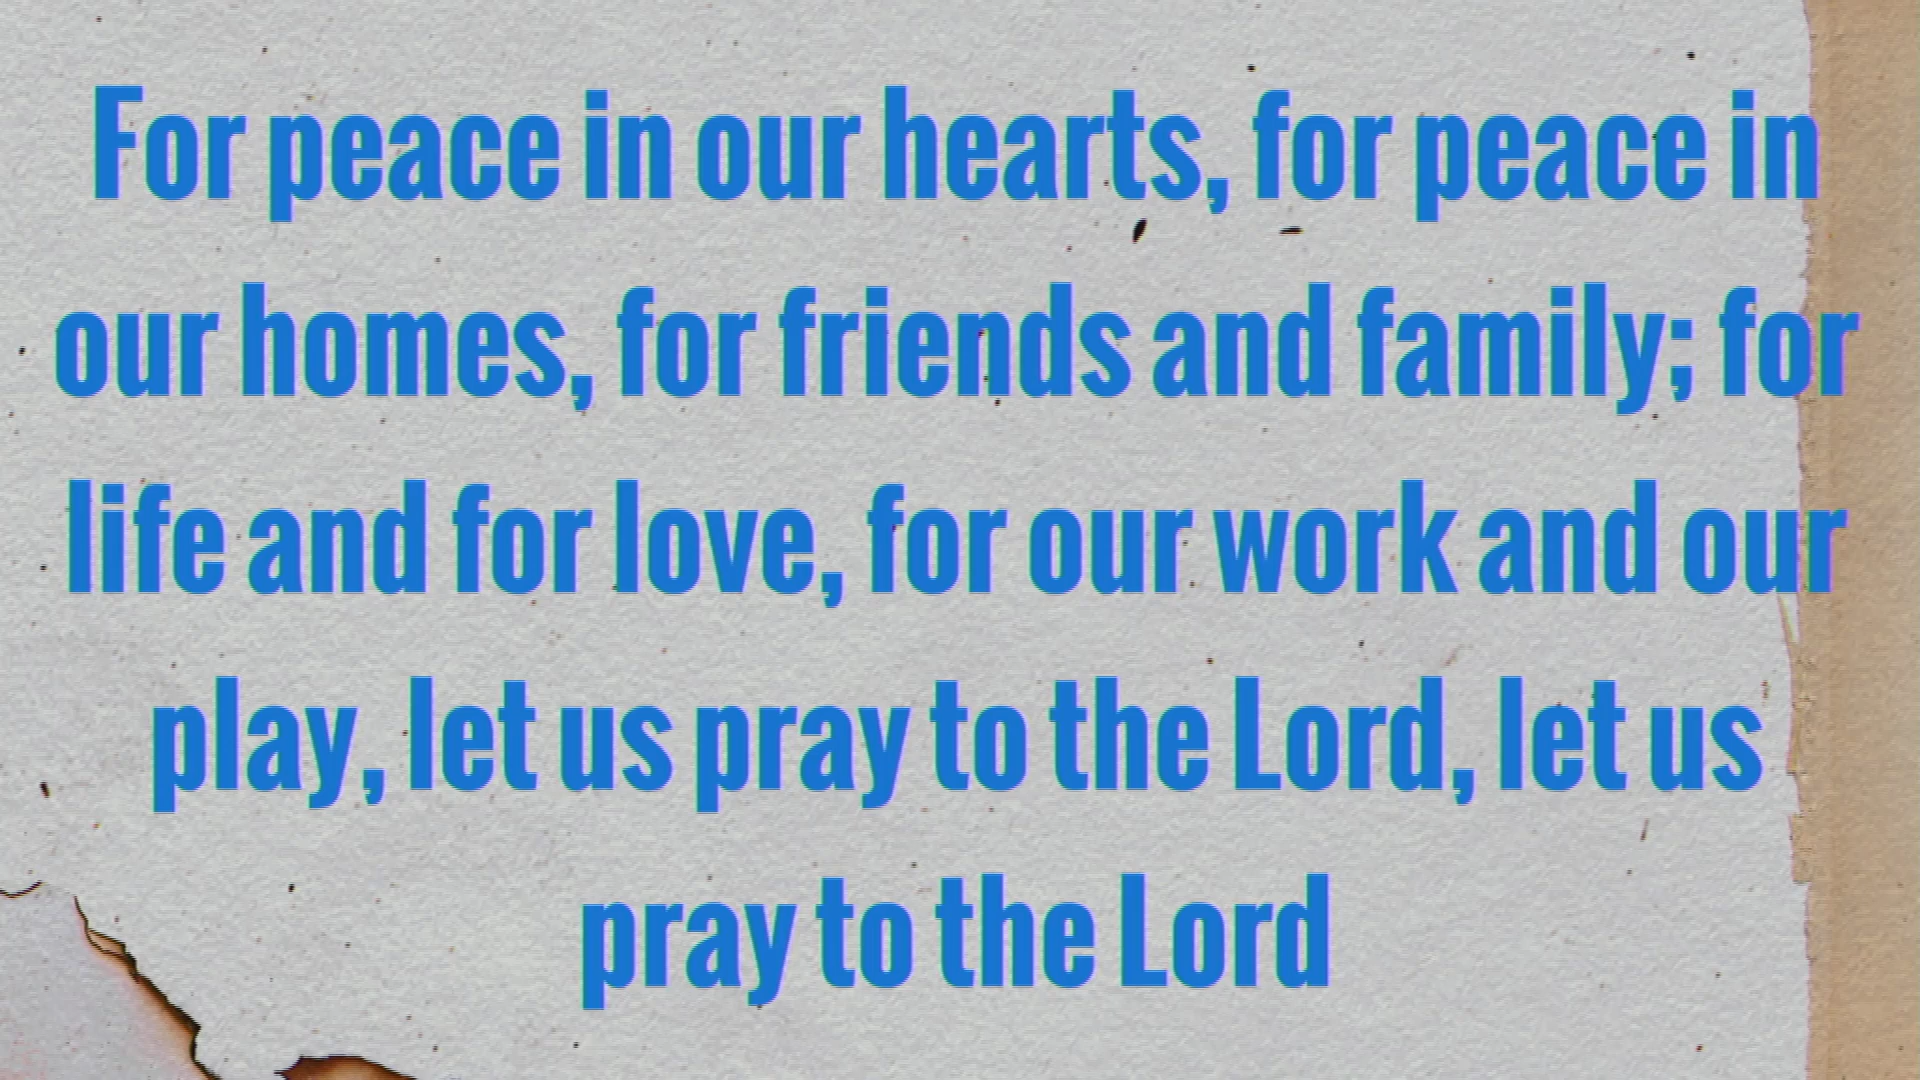 For peace in our hearts, for peace in
our homes, for friends and family; for
life and for love, for our work and our
play, let us pray to the Lord, let us
pray to the Lord